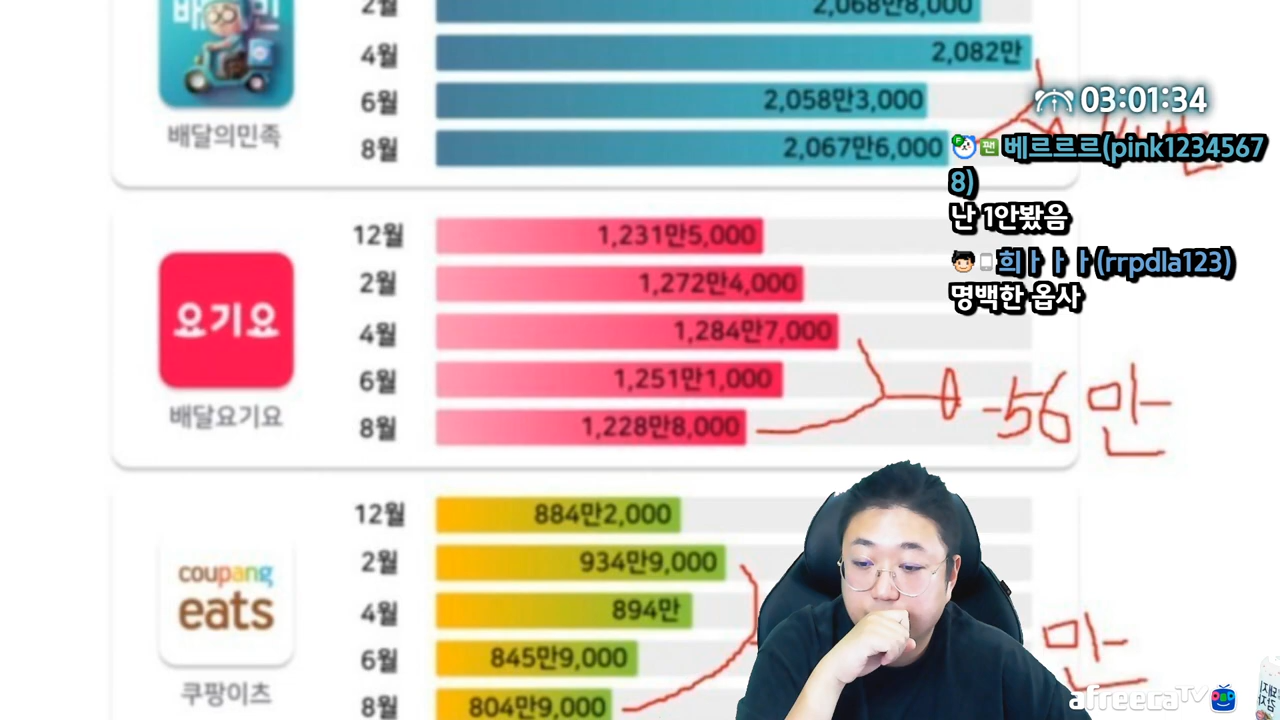 2월 2,068만8,000
4월 2,082만
6월 2,058만3,000
8월 2,067만6,000
배달의민족
03:01:34
팬 베르르르(pink1234567
8)
난 1안봤음
희ㅏㅏㅏ(rrpdla123)
명백한 옵사
12월 1,231만5,000
2월 1,272만4,000
4월 1,284만7,000
6월 1,251만1,000
8월 1,228만8,000
요기요
배달요기요
-56만
12월 884만2,000
2월 934만9,000
4월 894만
6월 845만9,000
8월 804만9,000
coupang
eats
쿠팡이츠
만
afreecaTV